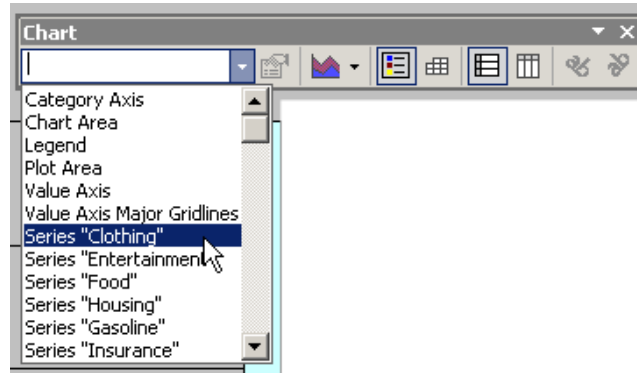 Chart
Category Axis
Chart Area
Legend
Plot Area
Value Axis
Value Axis Major Gridlines
Series "Clothing"
Series "Entertainment
Series "Food"
Series "Housing"
Series "Gasoline"
Series "Insurance"